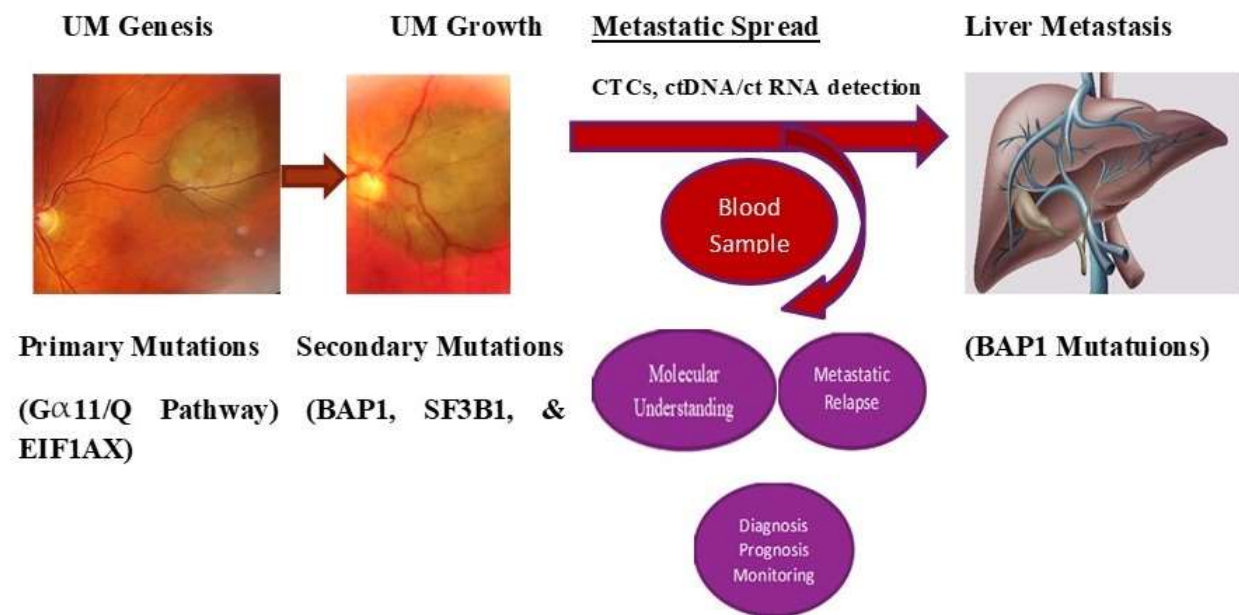 UM Genesis
UM Growth
Metastatic Spread
Liver Metastasis
CTCs, ctDNA/ct RNA detection
Blood
Sample
Primary Mutations
Secondary Mutations
(BAP1 Mutatuions)
(Gα11/Q Pathway) (BAP1, SF3B1, &
EIF1AX)
Molecular
Understanding
Metastatic
Relapse
Diagnosis
Prognosis
Monitoring